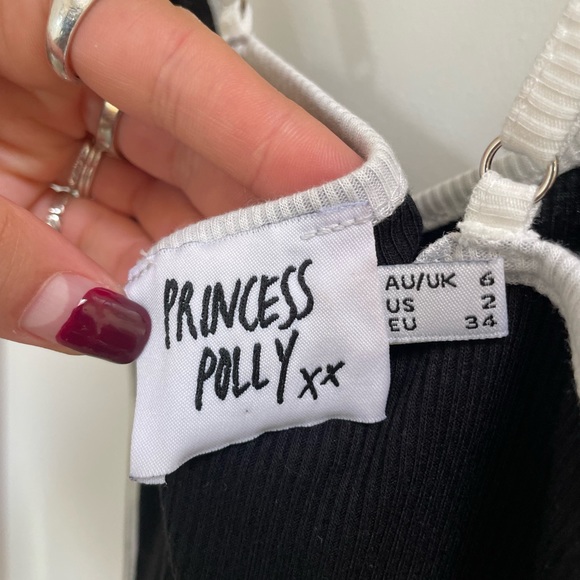 PRINCESS
POLLY xx
AU/UK 6
US 2
EU 34